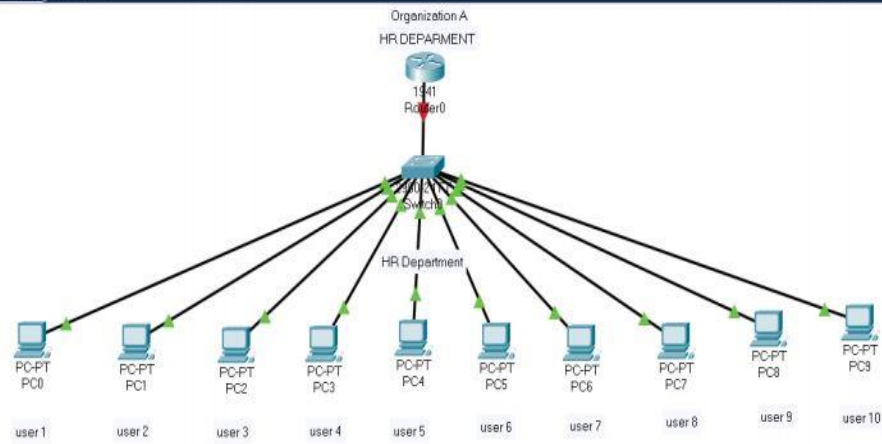 Organization A
HR DEPARMENT
1941
Router0
Switch0
HR Department
PC-PT
PC0
PC-PT
PC1
PC-PT
PC2
PC-PT
PC3
PC-PT
PC4
PC-PT
PC5
PC-PT
PC6
PC-PT
PC7
PC-PT
PC8
PC-PT
PC9
user 1
user 2
user 3
user 4
user 5
user 6
user 7
user 8
user 9
user 10